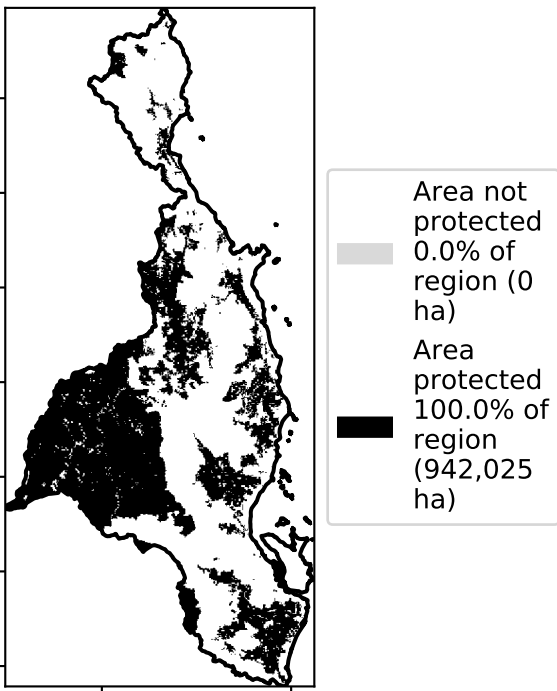 Area not
protected
0.0% of
region (0
ha)
Area
protected
100.0% of
region
(942,025
ha)